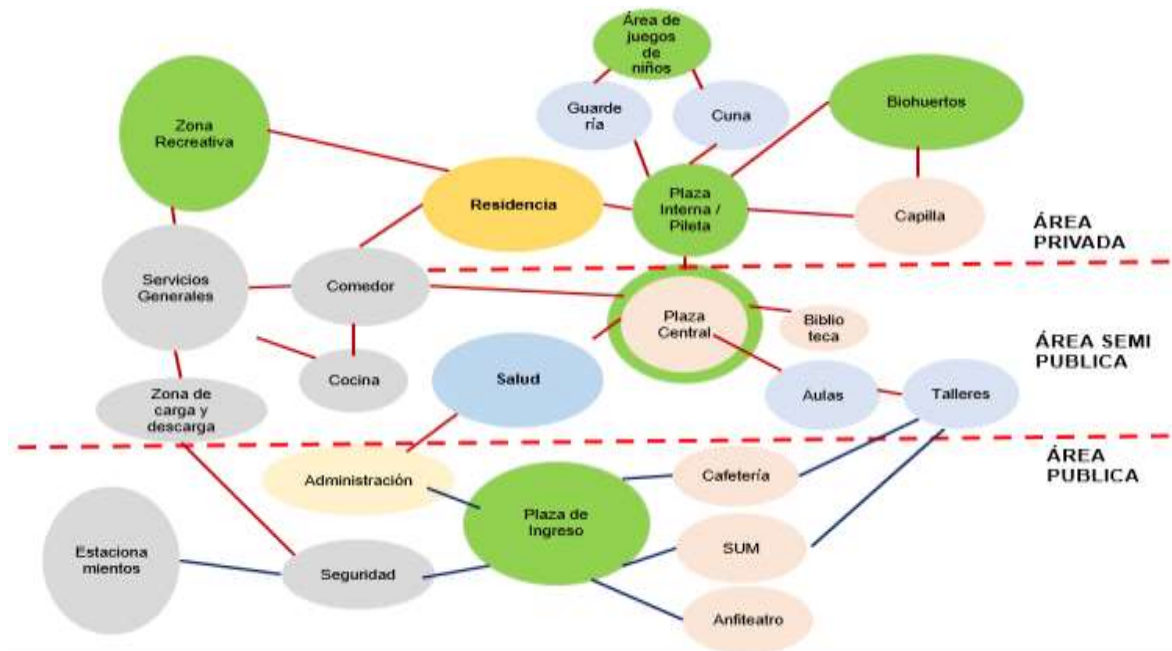 Área de
juegos
de
niños
Guarde
ría
Cuna
Biohuertos
Zona
Recreativa
Residencia
Plaza
Interna /
Pileta
Capilla
ÁREA
PRIVADA
Servicios
Generales
Comedor
Plaza
Central
Biblio
teca
ÁREA SEMI
PUBLICA
Cocina
Salud
Zona de
carga y
descarga
Aulas
Talleres
ÁREA
PUBLICA
Administración
Cafetería
Plaza de
Ingreso
Estaciona
mientos
Seguridad
SUM
Anfiteatro